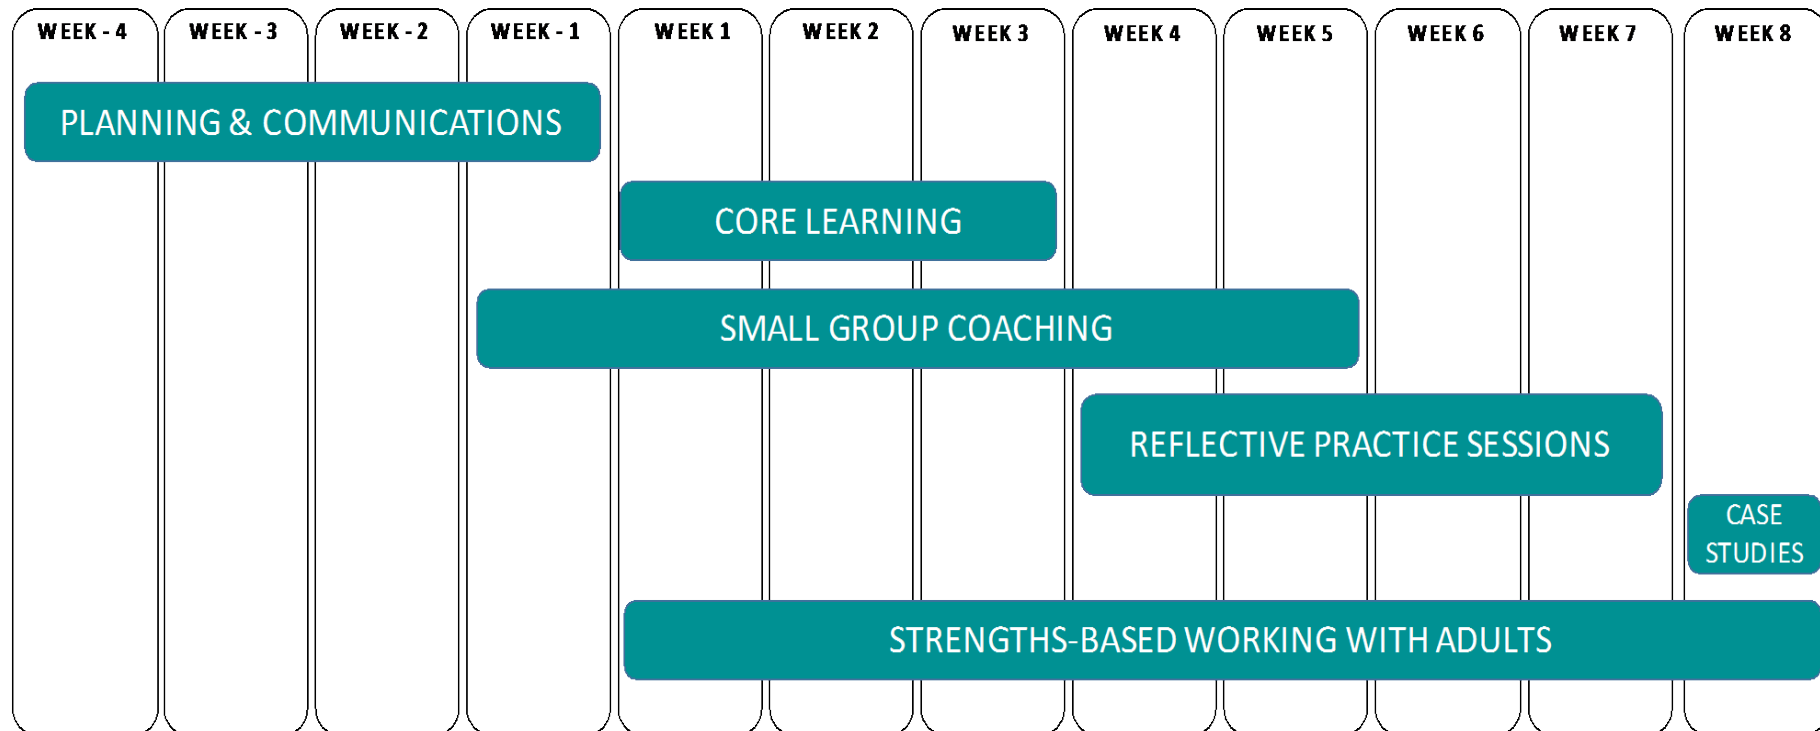 WEEK - 4 WEEK - 3 WEEK - 2 WEEK - 1 WEEK 1 WEEK 2 WEEK 3 WEEK 4 WEEK 5 WEEK 6 WEEK 7 WEEK 8
PLANNING & COMMUNICATIONS
CORE LEARNING
SMALL GROUP COACHING
REFLECTIVE PRACTICE SESSIONS
CASE
STUDIES
STRENGTHS-BASED WORKING WITH ADULTS